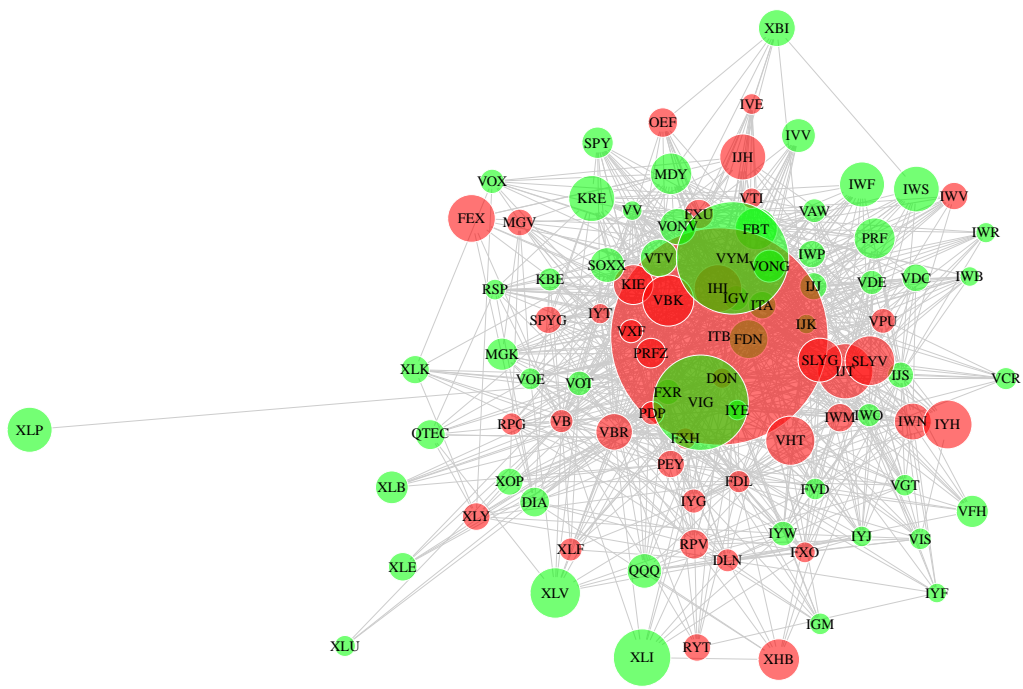 XBI
IVE
OEF
IVV
SPY
IJH
MDY
VOX
IWF
IWS
IWV
KRE
VTI
VV
FXU
VAW
FEX
MGV
VONV
FBT
IWR
PRF
IWP
VTV
VYM
SOXX
VONG
KBE
IWB
VDC
VDE
RSP
KIE
IHI
IJJ
VBK
IGV
ITA
IYT
SPYG
VPU
IJK
VXF
ITB
FDN
MGK
PRFZ
SLYG
SLYV
XLK
IJT
VOE
DON
VCR
IJS
VOT
FXR
VIG
IYE
PDP
IWO
IWM
VB
IWN
RPG
IYH
XLP
QTEC
VBR
FXH
VHT
PEY
XOP
FDL
VGT
XLB
FVD
DIA
IYG
VFH
XLY
IYW
IYJ
VIS
RPV
XLF
FXO
DLN
XLE
QQQ
XLV
IYF
IGM
XLU
RYT
XLI
XHB